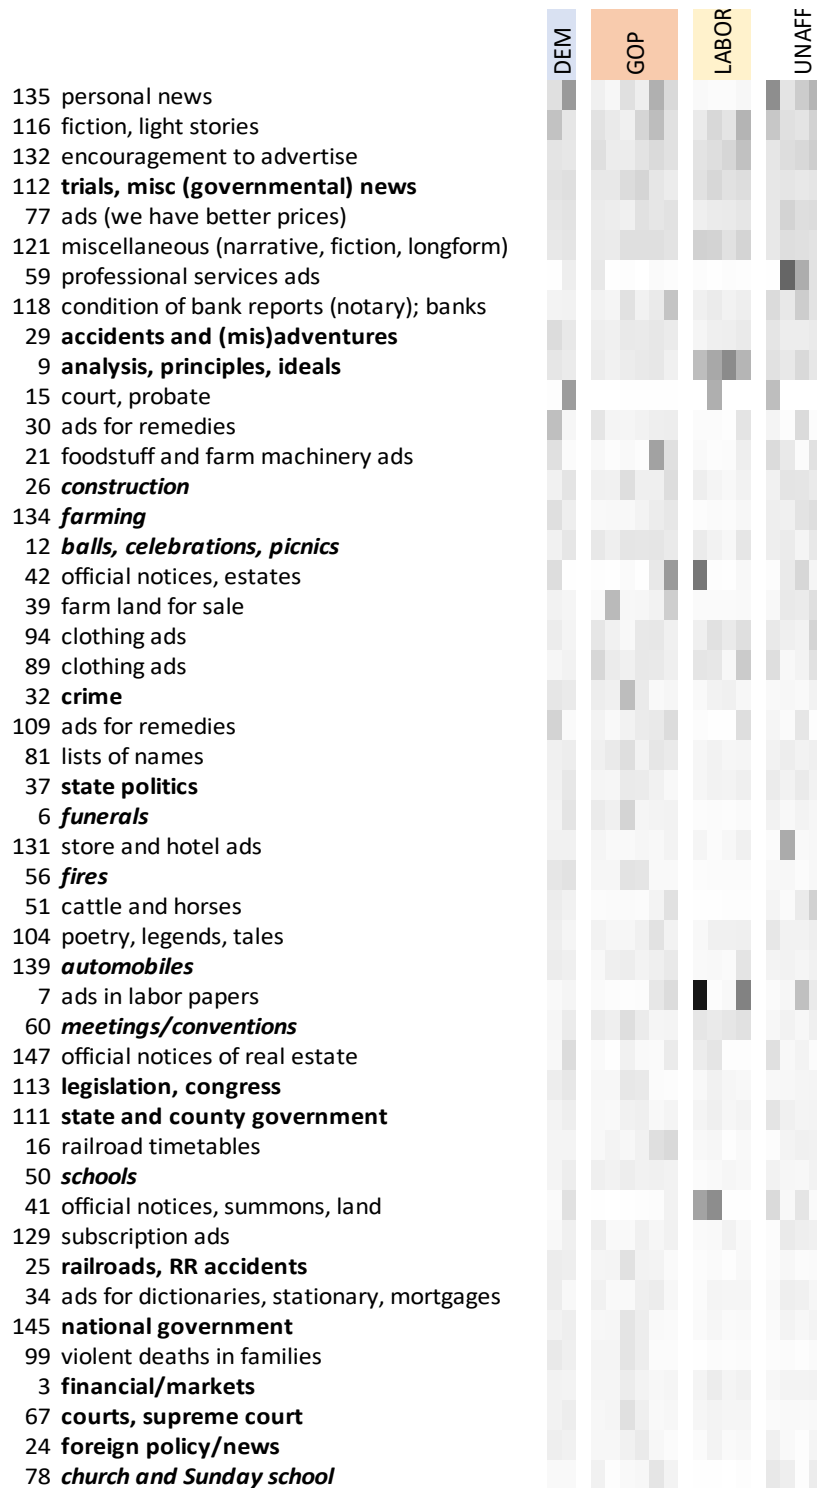 DEM GOP LABOR UNAFF
135 personal news
116 fiction, light stories
132 encouragement to advertise
112 trials, misc (governmental) news
77 ads (we have better prices)
121 miscellaneous (narrative, fiction, longform)
59 professional services ads
118 condition of bank reports (notary); banks
29 accidents and (mis)adventures
9 analysis, principles, ideals
15 court, probate
30 ads for remedies
21 foodstuff and farm machinery ads
26 construction
134 farming
12 balls, celebrations, picnics
42 official notices, estates
39 farm land for sale
94 clothing ads
89 clothing ads
32 crime
109 ads for remedies
81 lists of names
37 state politics
6 funerals
131 store and hotel ads
56 fires
51 cattle and horses
104 poetry, legends, tales
139 automobiles
7 ads in labor papers
60 meetings/conventions
147 official notices of real estate
113 legislation, congress
111 state and county government
16 railroad timetables
50 schools
41 official notices, summons, land
129 subscription ads
25 railroads, RR accidents
34 ads for dictionaries, stationary, mortgages
145 national government
99 violent deaths in families
3 financial/markets
67 courts, supreme court
24 foreign policy/news
78 church and Sunday school